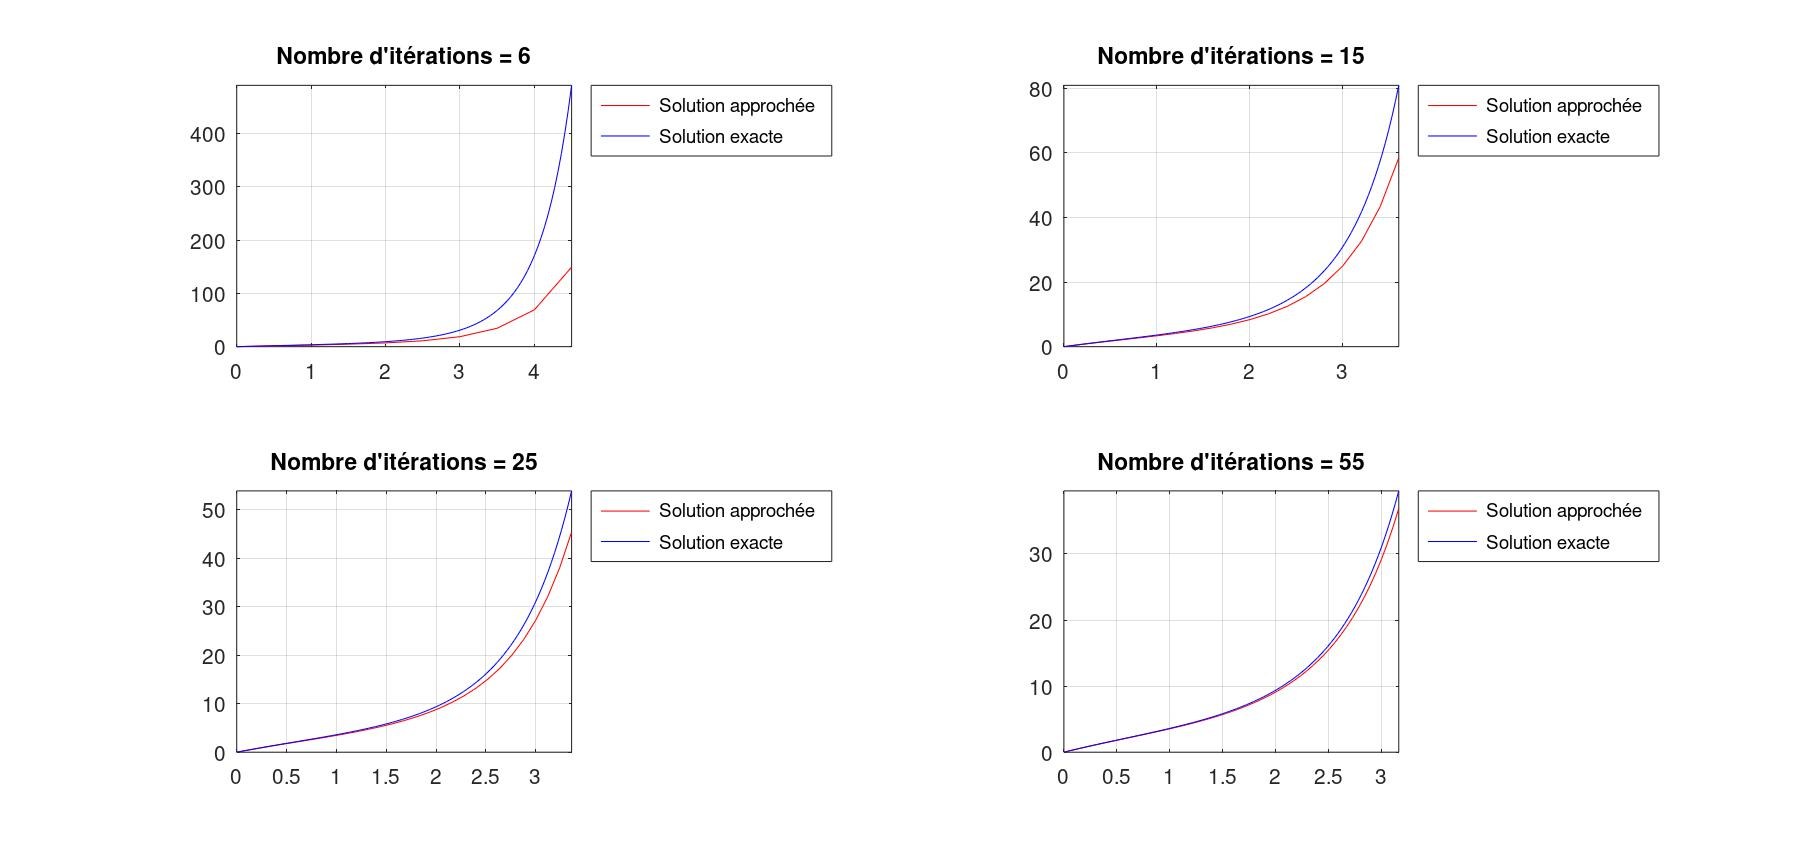 Nombre d'itérations = 6
400
300
200
100
0
0 1 2 3 4
Solution approchée
Solution exacte
Nombre d'itérations = 15
80
60
40
20
0
0 1 2 3
Solution approchée
Solution exacte
Nombre d'itérations = 25
50
40
30
20
10
0
0 0.5 1 1.5 2 2.5 3
Solution approchée
Solution exacte
Nombre d'itérations = 55
30
20
10
0
0 0.5 1 1.5 2 2.5 3
Solution approchée
Solution exacte